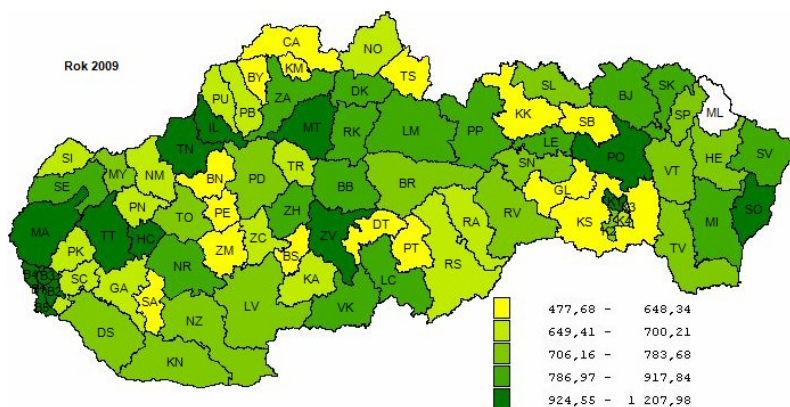 Rok 2009
CA
NO
BY
KM
TS
PU
PB
ZA
DK
SL
BJ
SK
SP
ML
KK
SB
IL
MT
RK
LM
PP
LE
PO
SI
TN
SN
VT
HE
SV
MY
NM
BN
PD
TR
BR
SE
BB
GL
PN
TO
PE
ZH
RV
KS
MI
SO
MA
TT
HC
ZM
ZC
BS
ZV
DT
PT
RA
RS
TV
PK
NR
SC
GA
SA
KA
LC
VK
LV
DS
NZ
KN
477,68 - 648,34
649,41 - 700,21
706,16 - 783,68
786,97 - 917,84
924,55 - 1 207,98